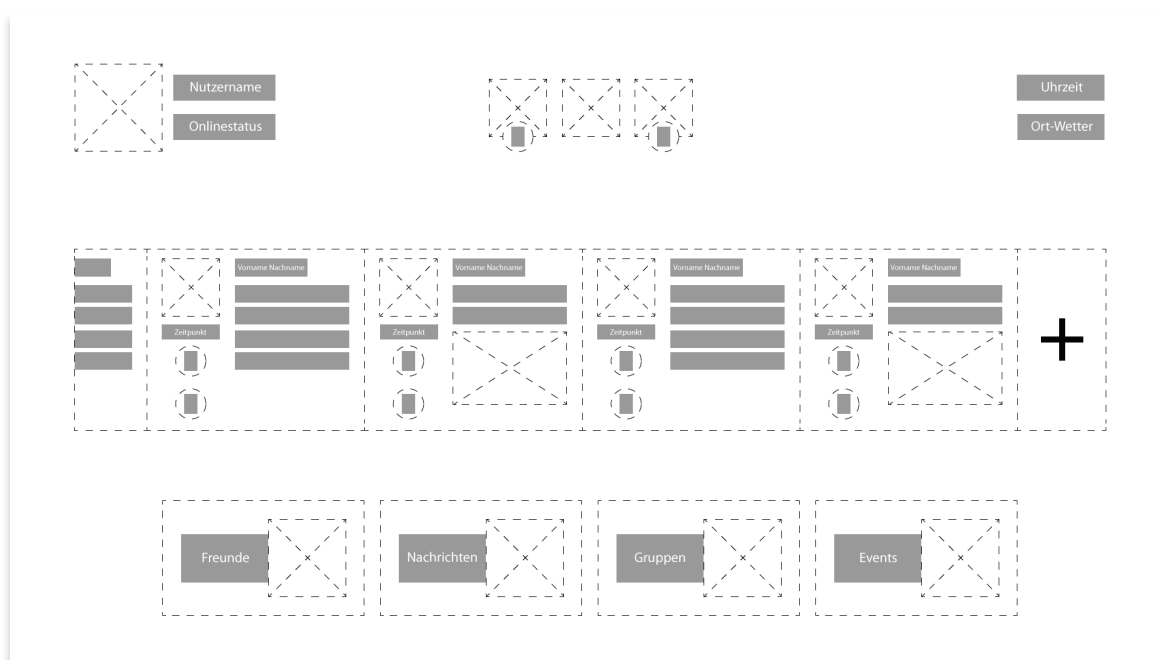 Nutzername
Onlinestatus
Uhrzeit
Ort-Wetter
Vorname Nachname
Zeitpunkt
Vorname Nachname
Zeitpunkt
Vorname Nachname
Zeitpunkt
Vorname Nachname
Zeitpunkt
+
Freunde
Nachrichten
Gruppen
Events